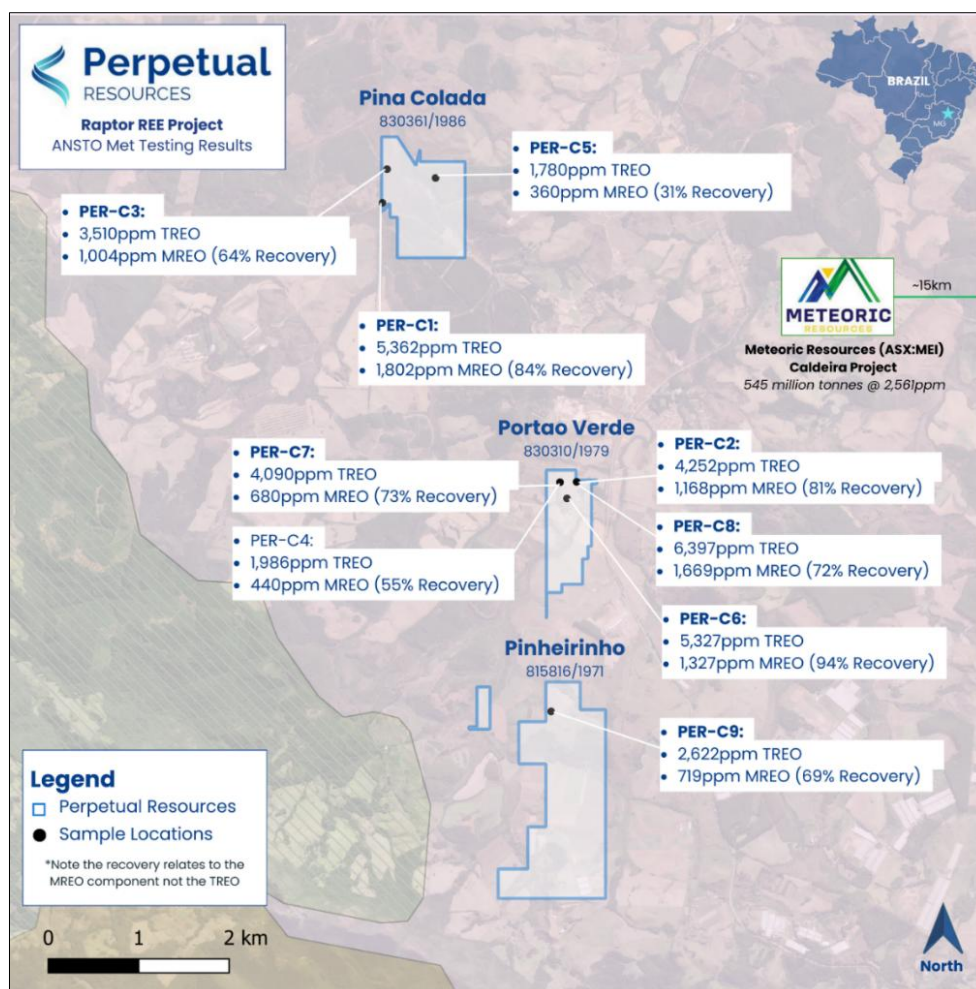 Perpetual
RESOURCES
Raptor REE Project
ANSTO Met Testing Results
BRAZIL
MG
Pina Colada
830361/1986
• PER-C5:
• 1,780ppm TREO
• 360ppm MREO (31% Recovery)
• PER-C3:
• 3,510ppm TREO
• 1,004ppm MREO (64% Recovery)
• PER-C1:
• 5,362ppm TREO
• 1,802ppm MREO (84% Recovery)
METEORIC
RESOURCES
~15km
Meteoric Resources (ASX:MEI)
Caldeira Project
545 million tonnes @ 2,561ppm
Portao Verde
830310/1979
• PER-C7:
• 4,090ppm TREO
• 680ppm MREO (73% Recovery)
• PER-C4:
• 1,986ppm TREO
• 440ppm MREO (55% Recovery)
• PER-C2:
• 4,252ppm TREO
• 1,168ppm MREO (81% Recovery)
• PER-C8:
• 6,397ppm TREO
• 1,669ppm MREO (72% Recovery)
• PER-C6:
• 5,327ppm TREO
• 1,327ppm MREO (94% Recovery)
Pinheirinho
815816/1971
• PER-C9:
• 2,622ppm TREO
• 719ppm MREO (69% Recovery)
Legend
Perpetual Resources
Sample Locations
*Note the recovery relates to the
MREO component not the TREO
0 1 2 km
North